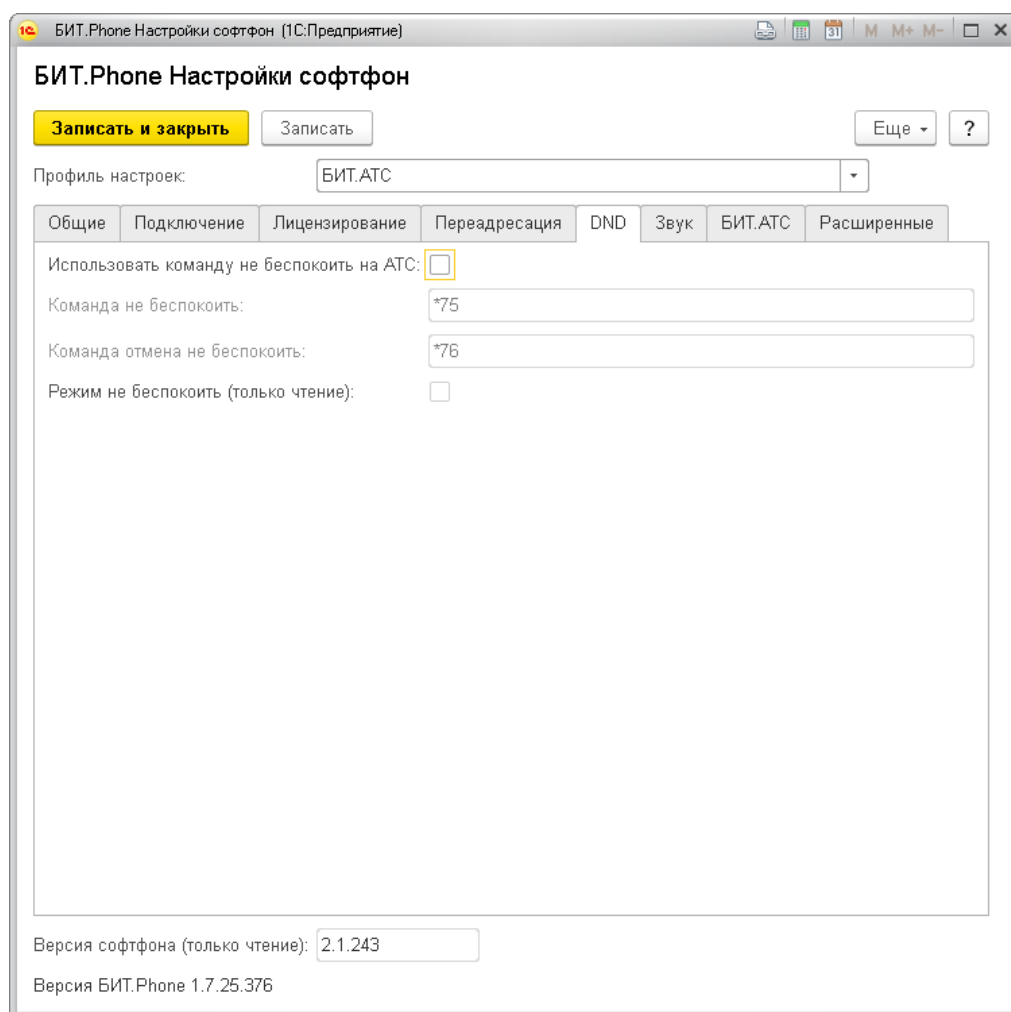 1С БИТ.Phone Настройки софтфон (1С:Предприятие) 31 M M+ M-
БИТ.Phone Настройки софтфон
Записать и закрыть Записать Еще ?
Профиль настроек: БИТ.АТС
Общие Подключение Лицензирование Переадресация DND Звук БИТ.АТС Расширенные
Использовать команду не беспокоить на АТС:
Команда не беспокоить: *75
Команда отмена не беспокоить: *76
Режим не беспокоить (только чтение):
Версия софтфона (только чтение): 2.1.243
Версия БИТ.Phone 1.7.25.376